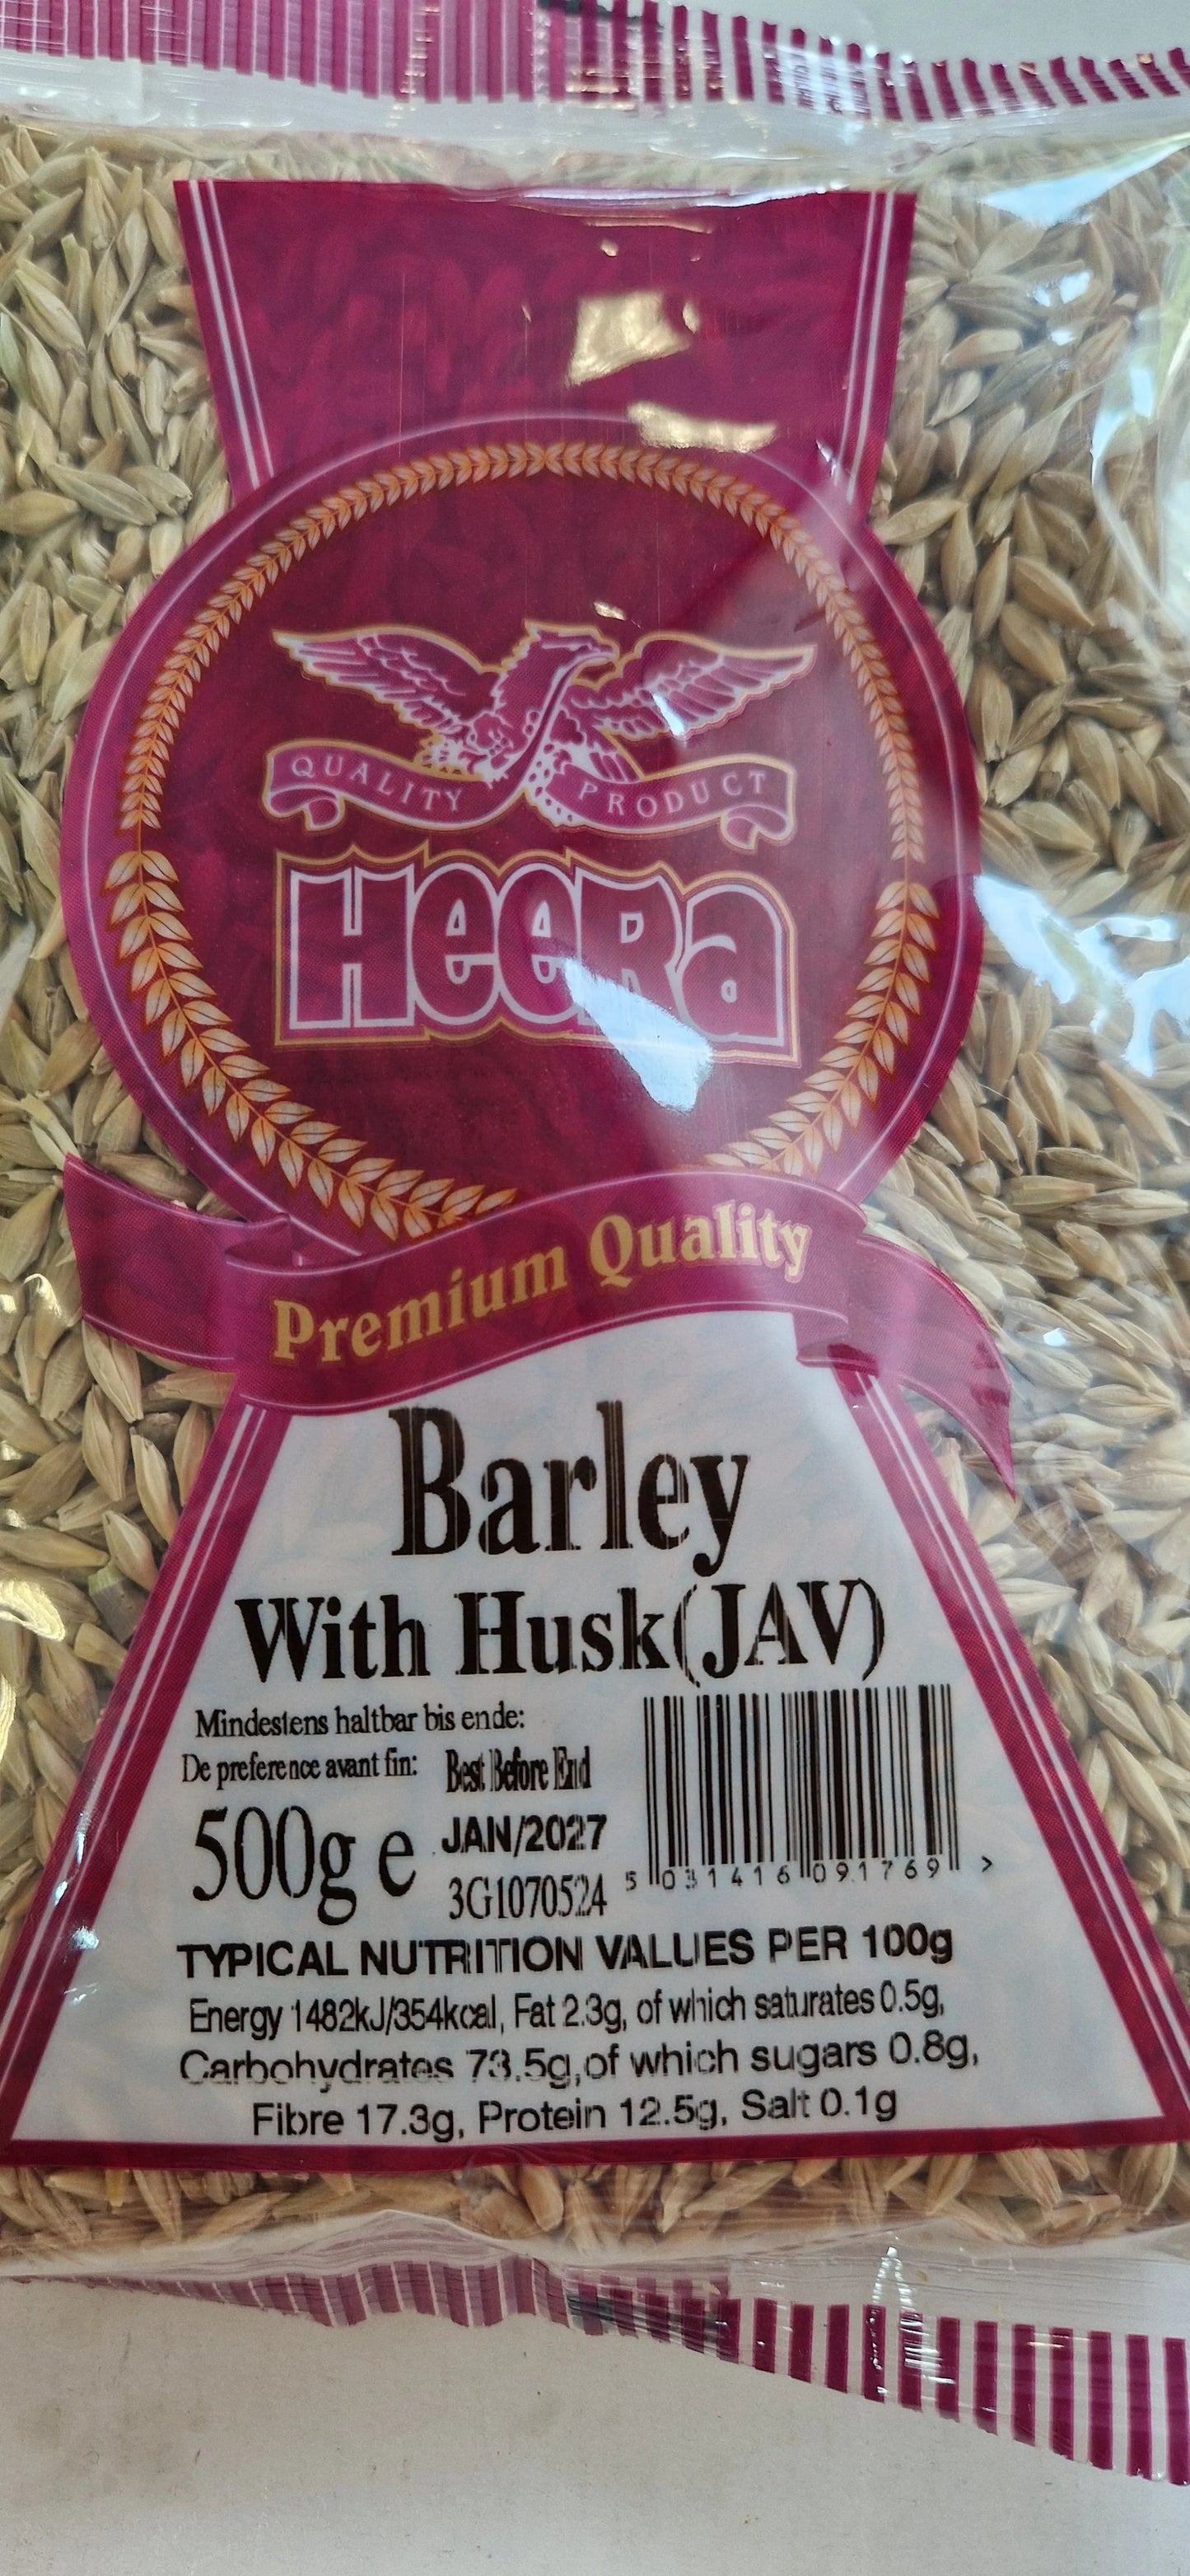 QUALITY PRODUCT
HeeRa
Premium Quality
Barley
With Husk(JAV)
Mindestens haltbar bis ende:
De preference avant fin: Best Before End
500g e JAN/2027
3G1070524
5 031416 091769 >
TYPICAL NUTRITION VALUES PER 100g
Energy 1482kJ/354kcal, Fat 2.3g, of which saturates 0.5g,
Carbohydrates 73.5g,of which sugars 0.8g,
Fibre 17.3g, Protein 12.5g, Salt 0.1g